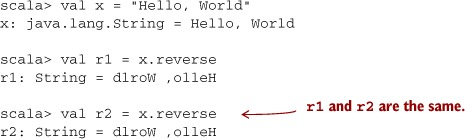 scala> val x = "Hello, World"
x: java.lang.String = Hello, World
scala> val r1 = x.reverse
r1: String = dlroW ,olleH
scala> val r2 = x.reverse
r1 and r2 are the same.
r2: String = dlroW ,olleH